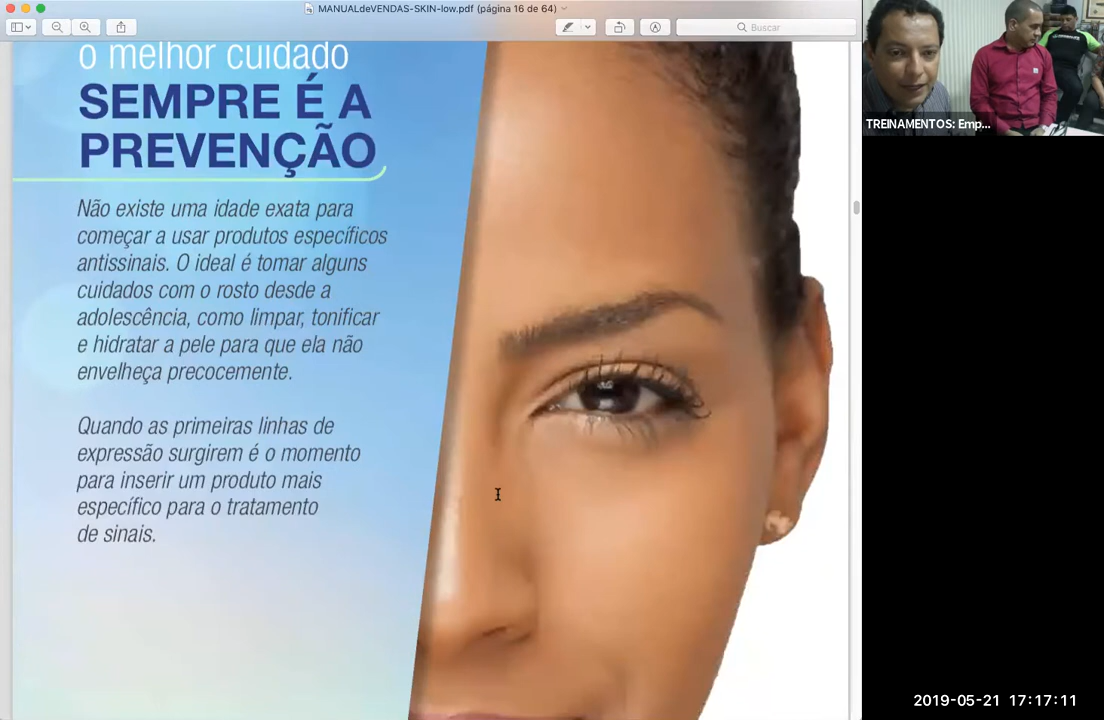 MANUALdeVENDAS-SKIN-low.pdf (página 16 de 64)
Buscar
o melhor cuidado
SEMPRE É A
PREVENÇÃO
Não existe uma idade exata para
começar a usar produtos específicos
antissinais. O ideal é tomar alguns
cuidados com o rosto desde a
adolescência, como limpar, tonificar
e hidratar a pele para que ela não
envelheça precocemente.
Quando as primeiras linhas de
expressão surgirem é o momento
para inserir um produto mais
específico para o tratamento
de sinais.
TREINAMENTOS: Emp...
2019-05-21 17:17:11